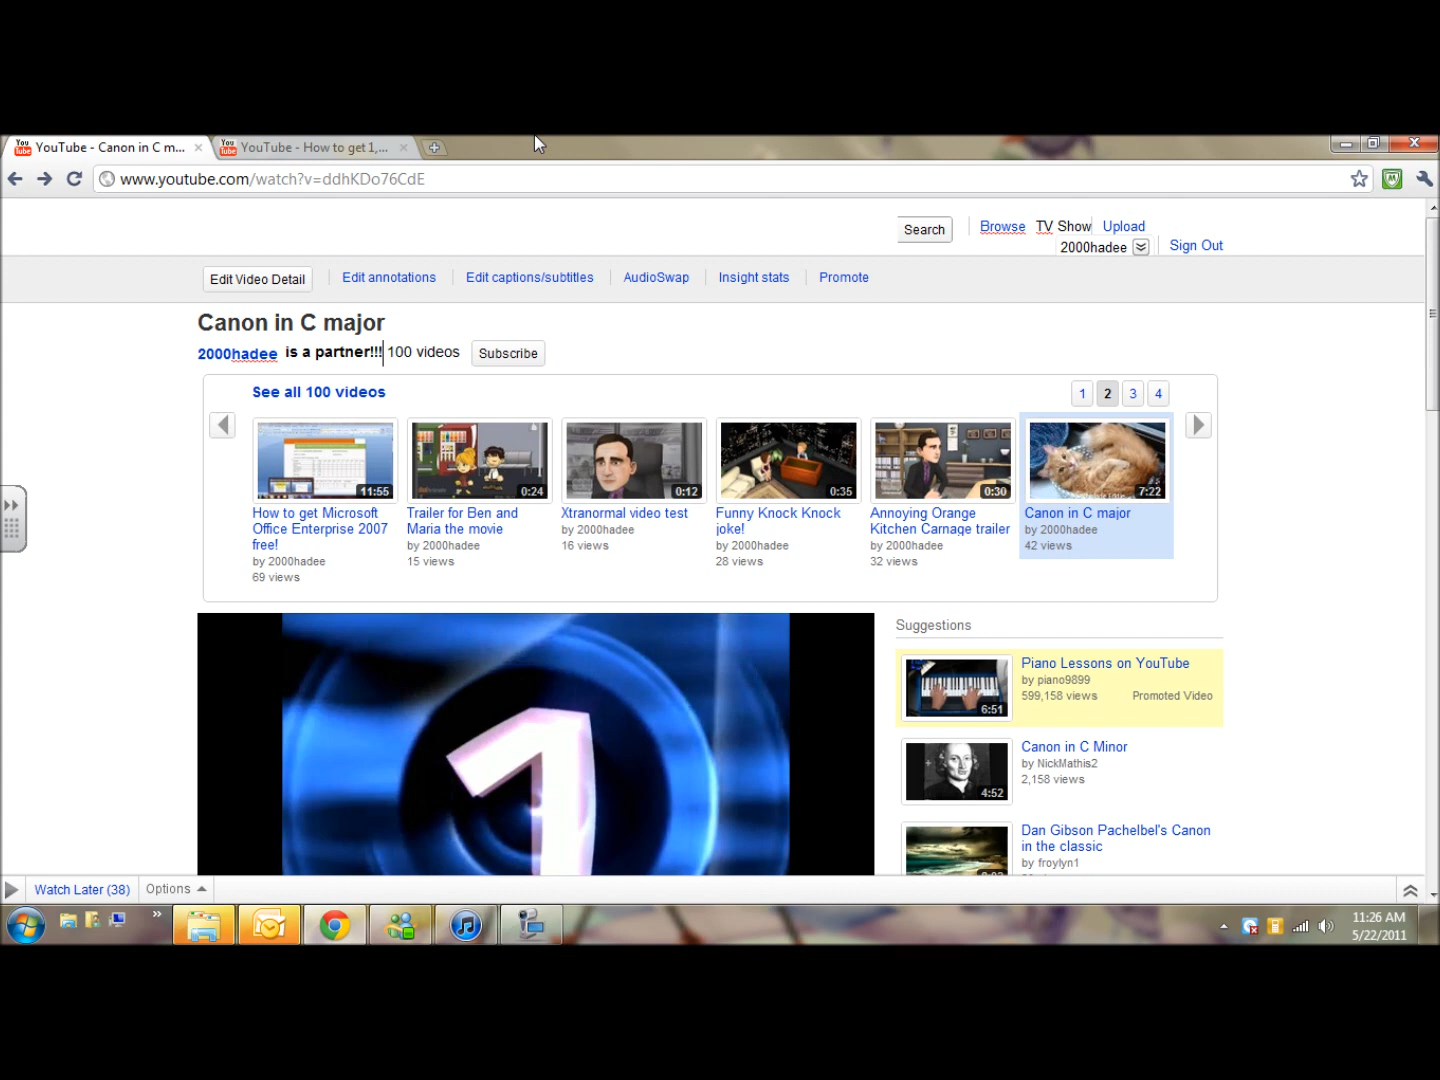 YouTube - Canon in C m...
YouTube - How to get 1,...
www.youtube.com/watch?v=ddhKDo76CdE
Search
Browse
TV Show
Upload
2000hadee
Sign Out
Edit Video Detail
Edit annotations
Edit captions/subtitles
AudioSwap
Insight stats
Promote
Canon in C major
2000hadee is a partner!!! 100 videos
Subscribe
See all 100 videos
1 2 3 4
11:55
How to get Microsoft
Office Enterprise 2007
free!
by 2000hadee
69 views
0:24
Trailer for Ben and
Maria the movie
by 2000hadee
15 views
0:12
Xtranormal video test
by 2000hadee
16 views
0:35
Funny Knock Knock
joke!
by 2000hadee
28 views
0:30
Annoying Orange
Kitchen Carnage trailer
by 2000hadee
32 views
7:22
Canon in C major
by 2000hadee
42 views
1
Suggestions
6:51
Piano Lessons on YouTube
by piano9899
599,158 views
Promoted Video
4:52
Canon in C Minor
by NickMathis2
2,158 views
Dan Gibson Pachelbel's Canon
in the classic
by froylyn1
Watch Later (38)
Options
11:26 AM
5/22/2011